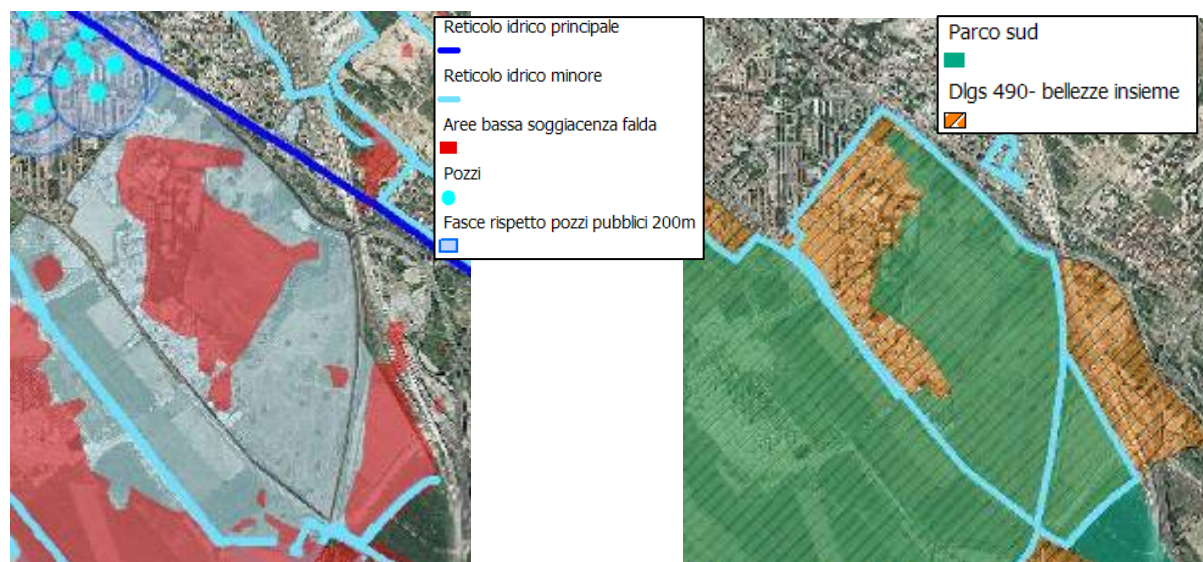 Reticolo idrico principale
Reticolo idrico minore
Aree bassa soggiacenza falda
Pozzi
Fasce rispetto pozzi pubblici 200m
Parco sud
Dlgs 490- bellezze insieme